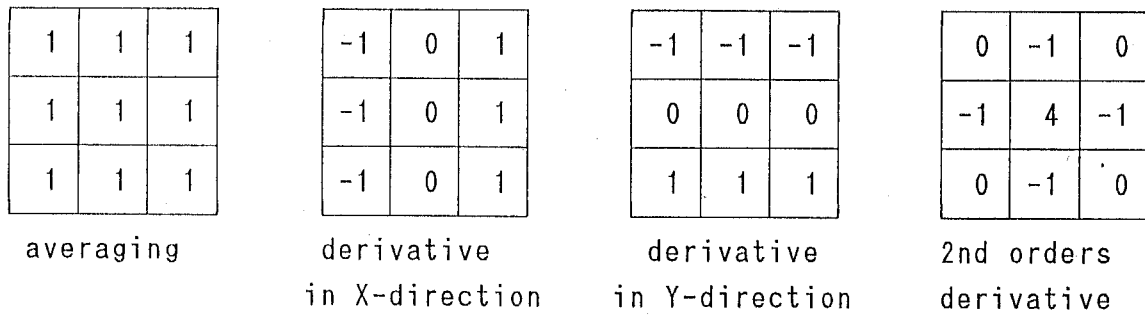 1 1 1 -1 0 1 -1 -1 -1 0 -1 0
1 1 1 -1 0 1 0 0 0 -1 4 -1
1 1 1 -1 0 1 1 1 1 0 -1 0
averaging derivative derivative 2nd orders
in X-direction in Y-direction derivative